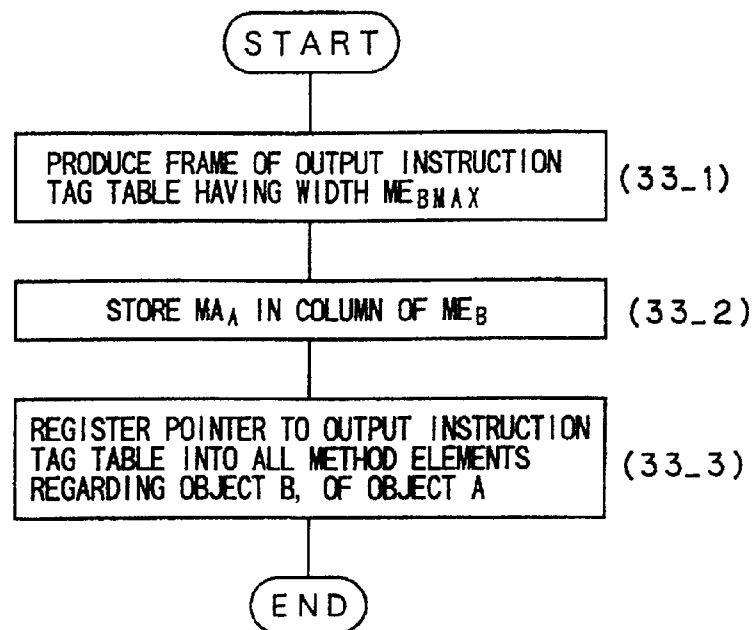 START
PRODUCE FRAME OF OUTPUT INSTRUCTION
TAG TABLE HAVING WIDTH ME_BMAX
(33_1)
STORE MA_A IN COLUMN OF ME_B
(33_2)
REGISTER POINTER TO OUTPUT INSTRUCTION
TAG TABLE INTO ALL METHOD ELEMENTS
REGARDING OBJECT B, OF OBJECT A
(33_3)
END